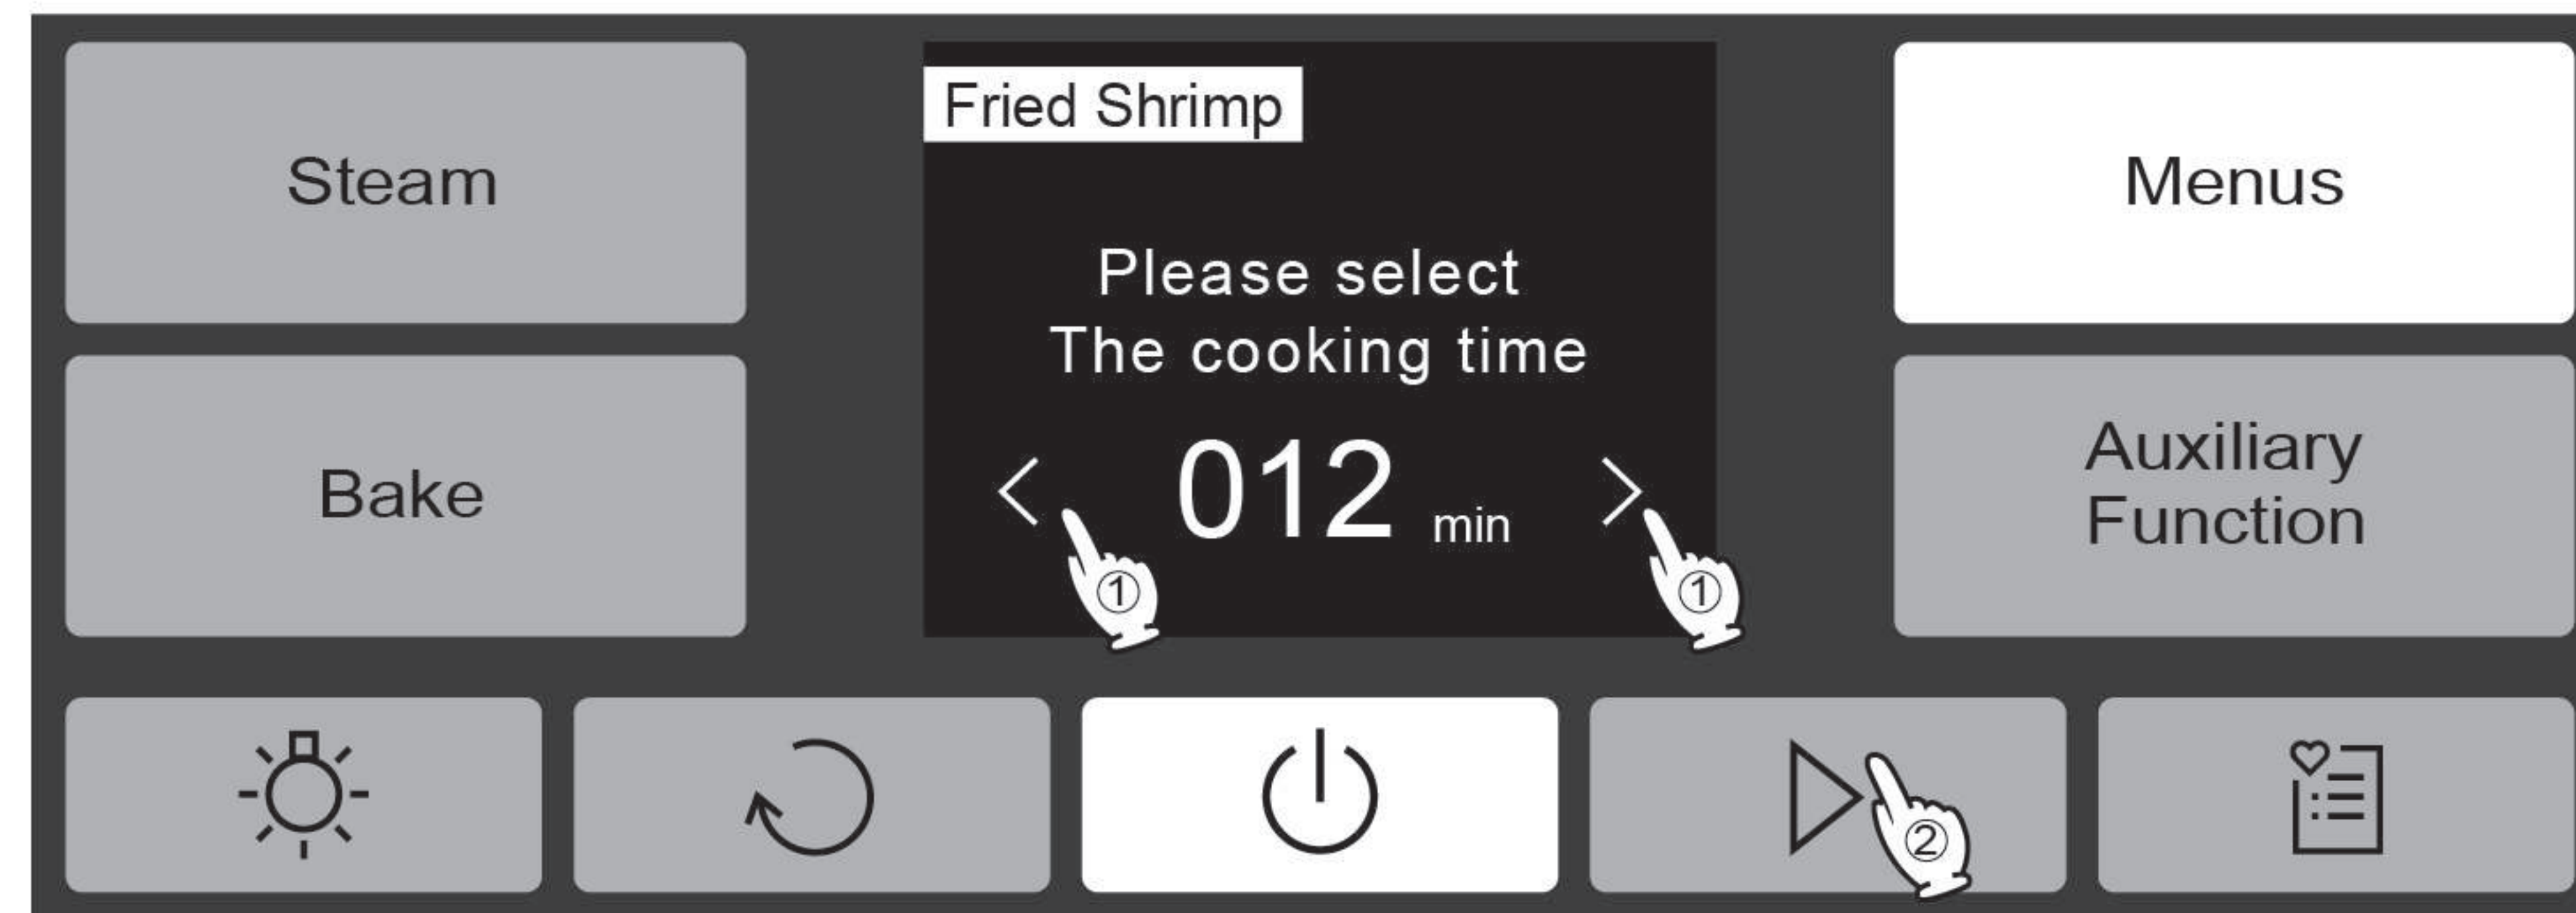 Steam
Fried Shrimp
Menus
Please select
The cooking time
Bake
< 012 min >
① ①
Auxiliary
Function
②